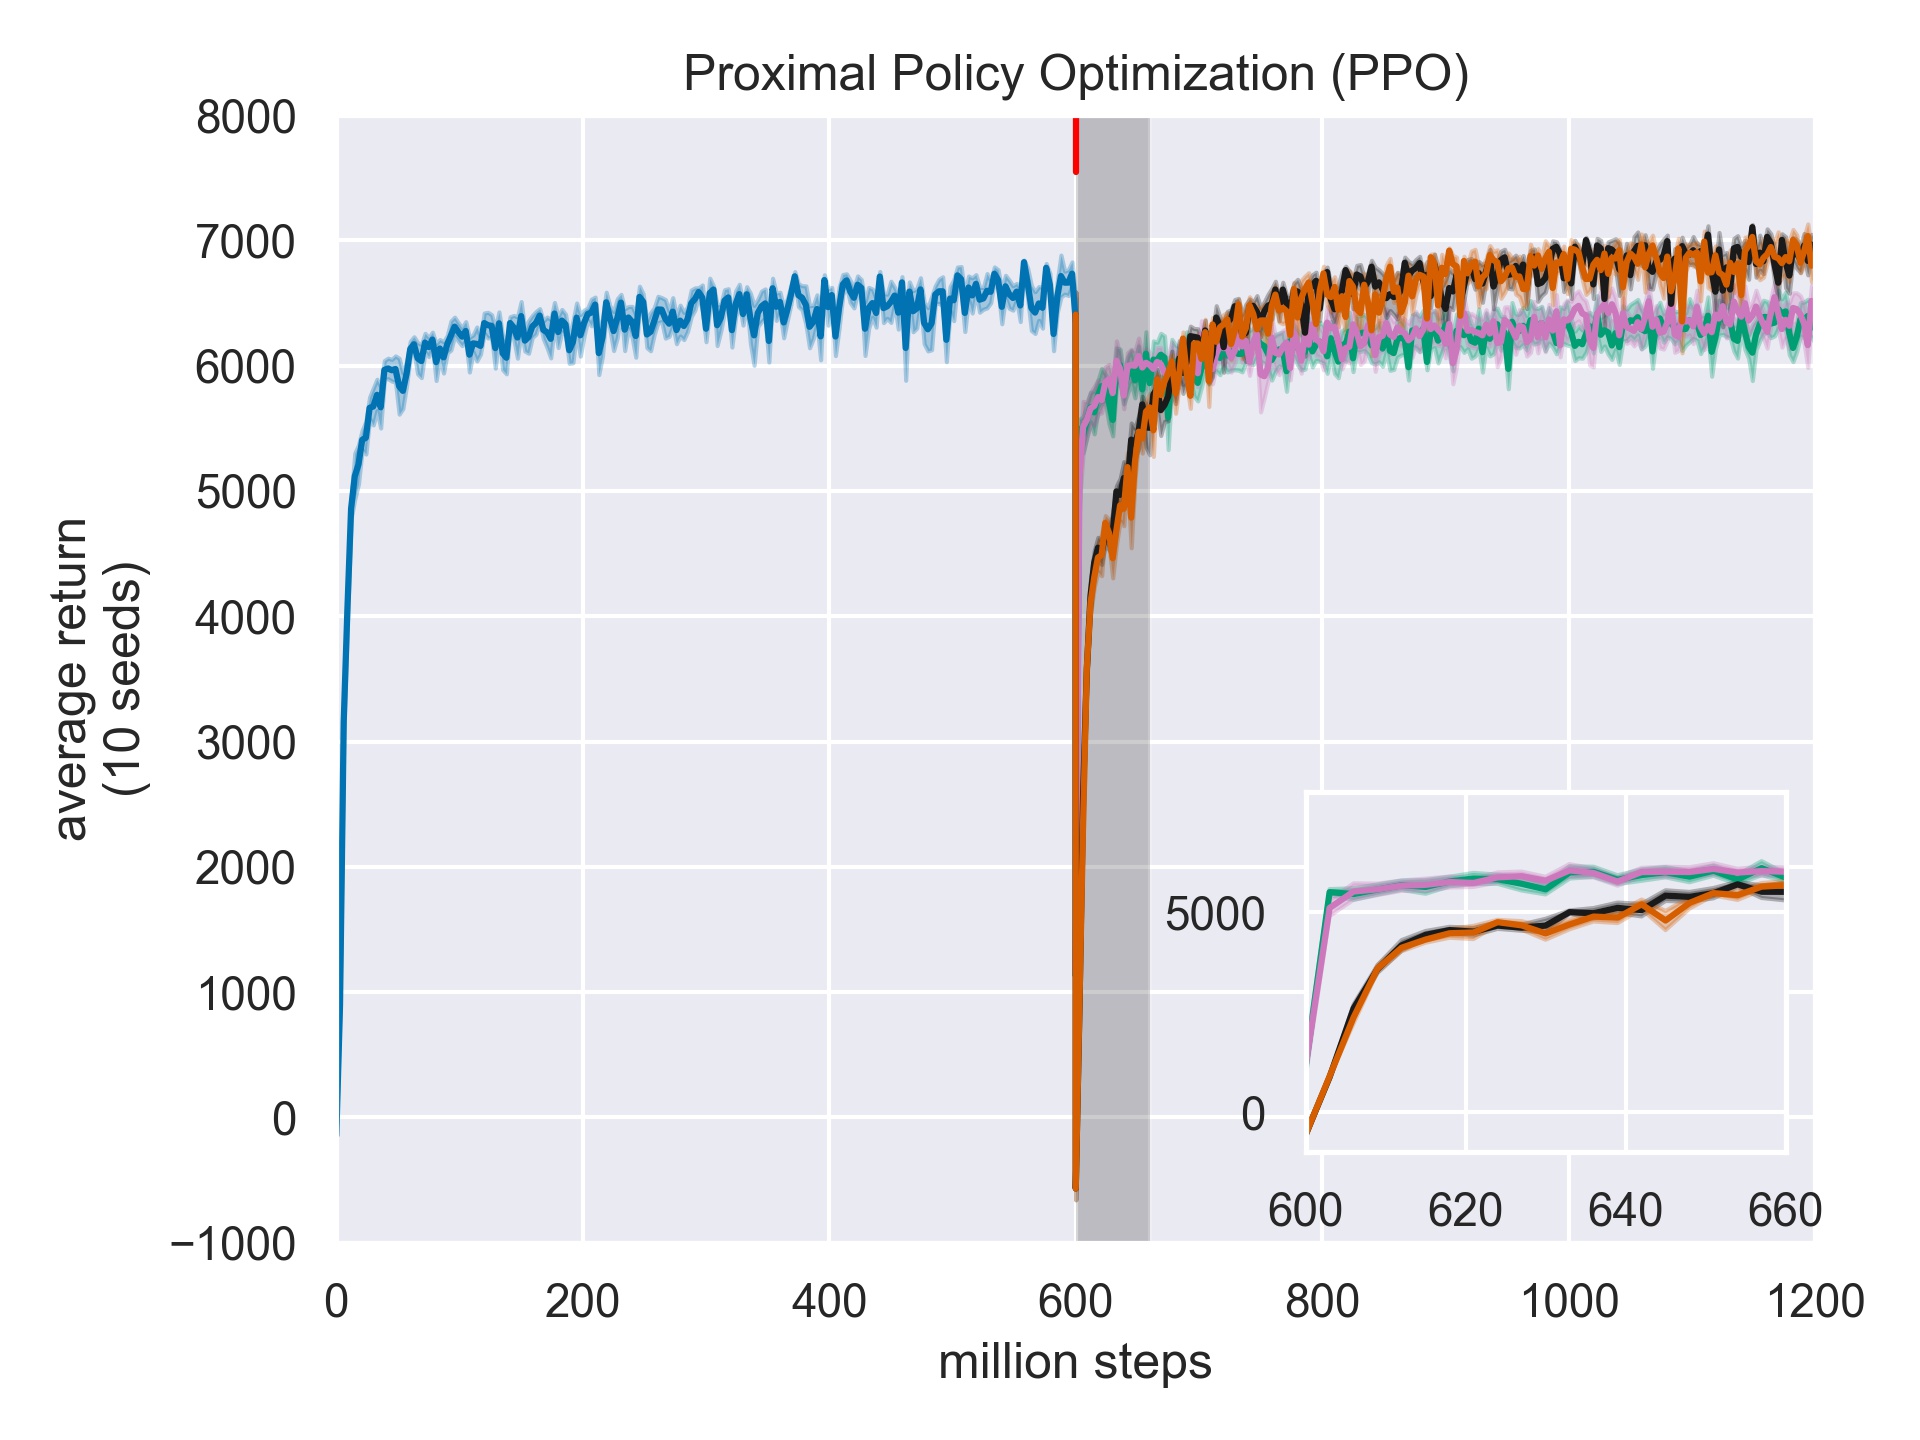 Proximal Policy Optimization (PPO)
8000
7000
6000
5000
4000
3000
2000
1000
0
−1000
average return
(10 seeds)
0 200 400 600 800 1000 1200
million steps
5000
0
600 620 640 660